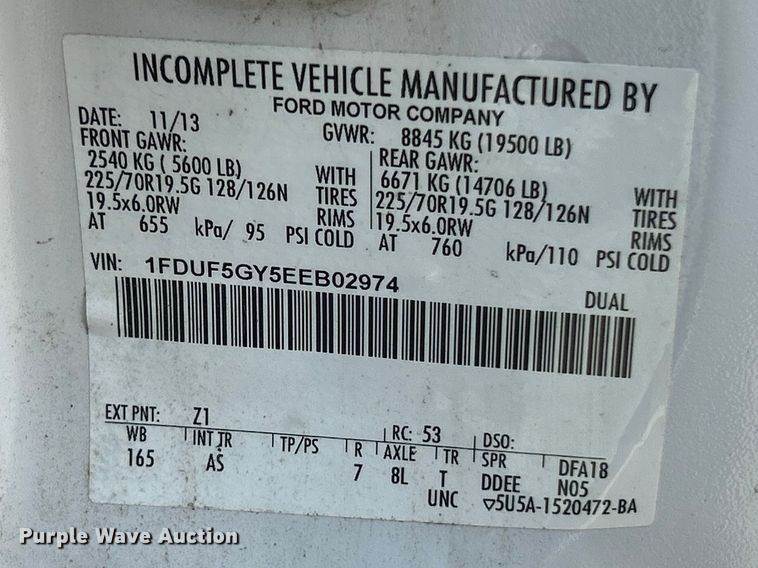 INCOMPLETE VEHICLE MANUFACTURED BY
FORD MOTOR COMPANY
DATE: 11/13 GVWR: 8845 KG (19500 LB)
FRONT GAWR: REAR GAWR:
2540 KG ( 5600 LB) WITH 6671 KG (14706 LB) WITH
225/70R19.5G 128/126N TIRES 225/70R19.5G 128/126N TIRES
19.5x6.0RW RIMS 19.5x6.0RW RIMS
AT 655 kPa/ 95 PSI COLD AT 760 kPa/110 PSI COLD
VIN: 1FDUF5GY5EEB02974
DUAL
EXT PNT: Z1 RC: 53 DSO:
WB INT TR TP/PS R AXLE TR SPR DFA18
165 AS 7 8L T DDEE N05
UNC ▽5U5A-1520472-BA
Purple Wave Auction